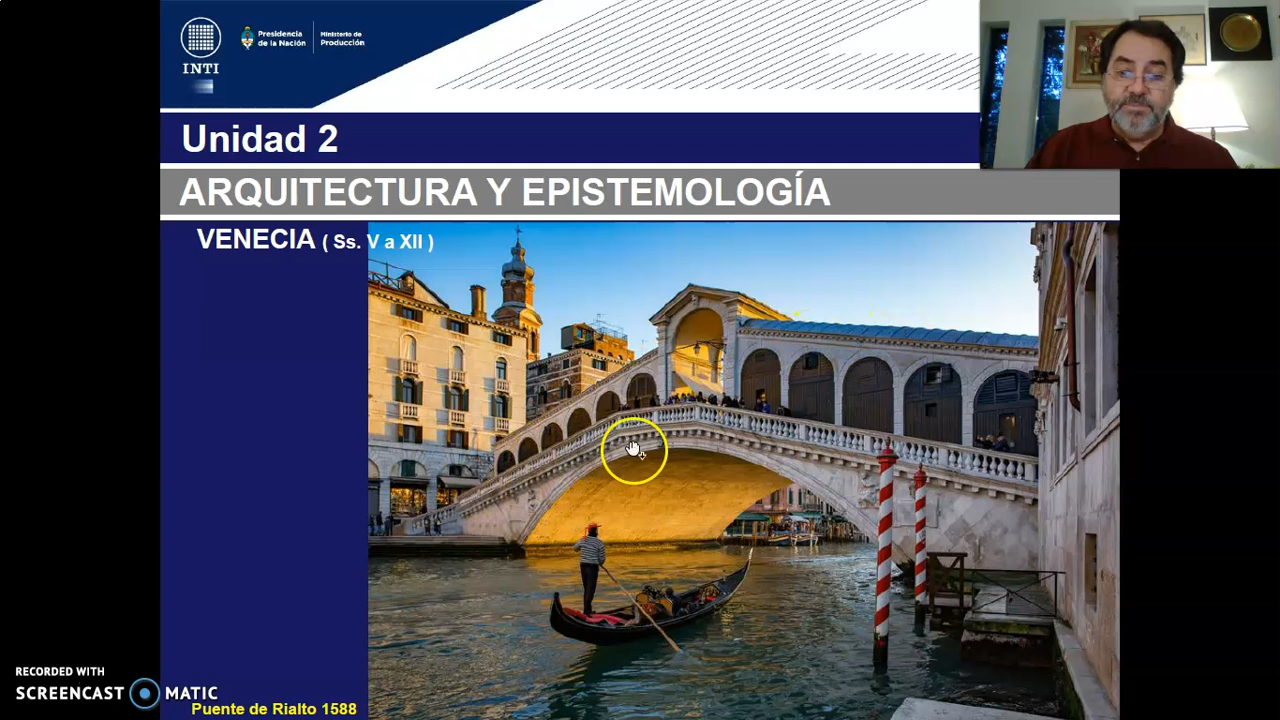 INTI
Presidencia
de la Nación
Ministerio de
Producción
Unidad 2
ARQUITECTURA Y EPISTEMOLOGÍA
VENECIA ( Ss. V a XII )
RECORDED WITH
SCREENCAST MATIC
Puente de Rialto 1588